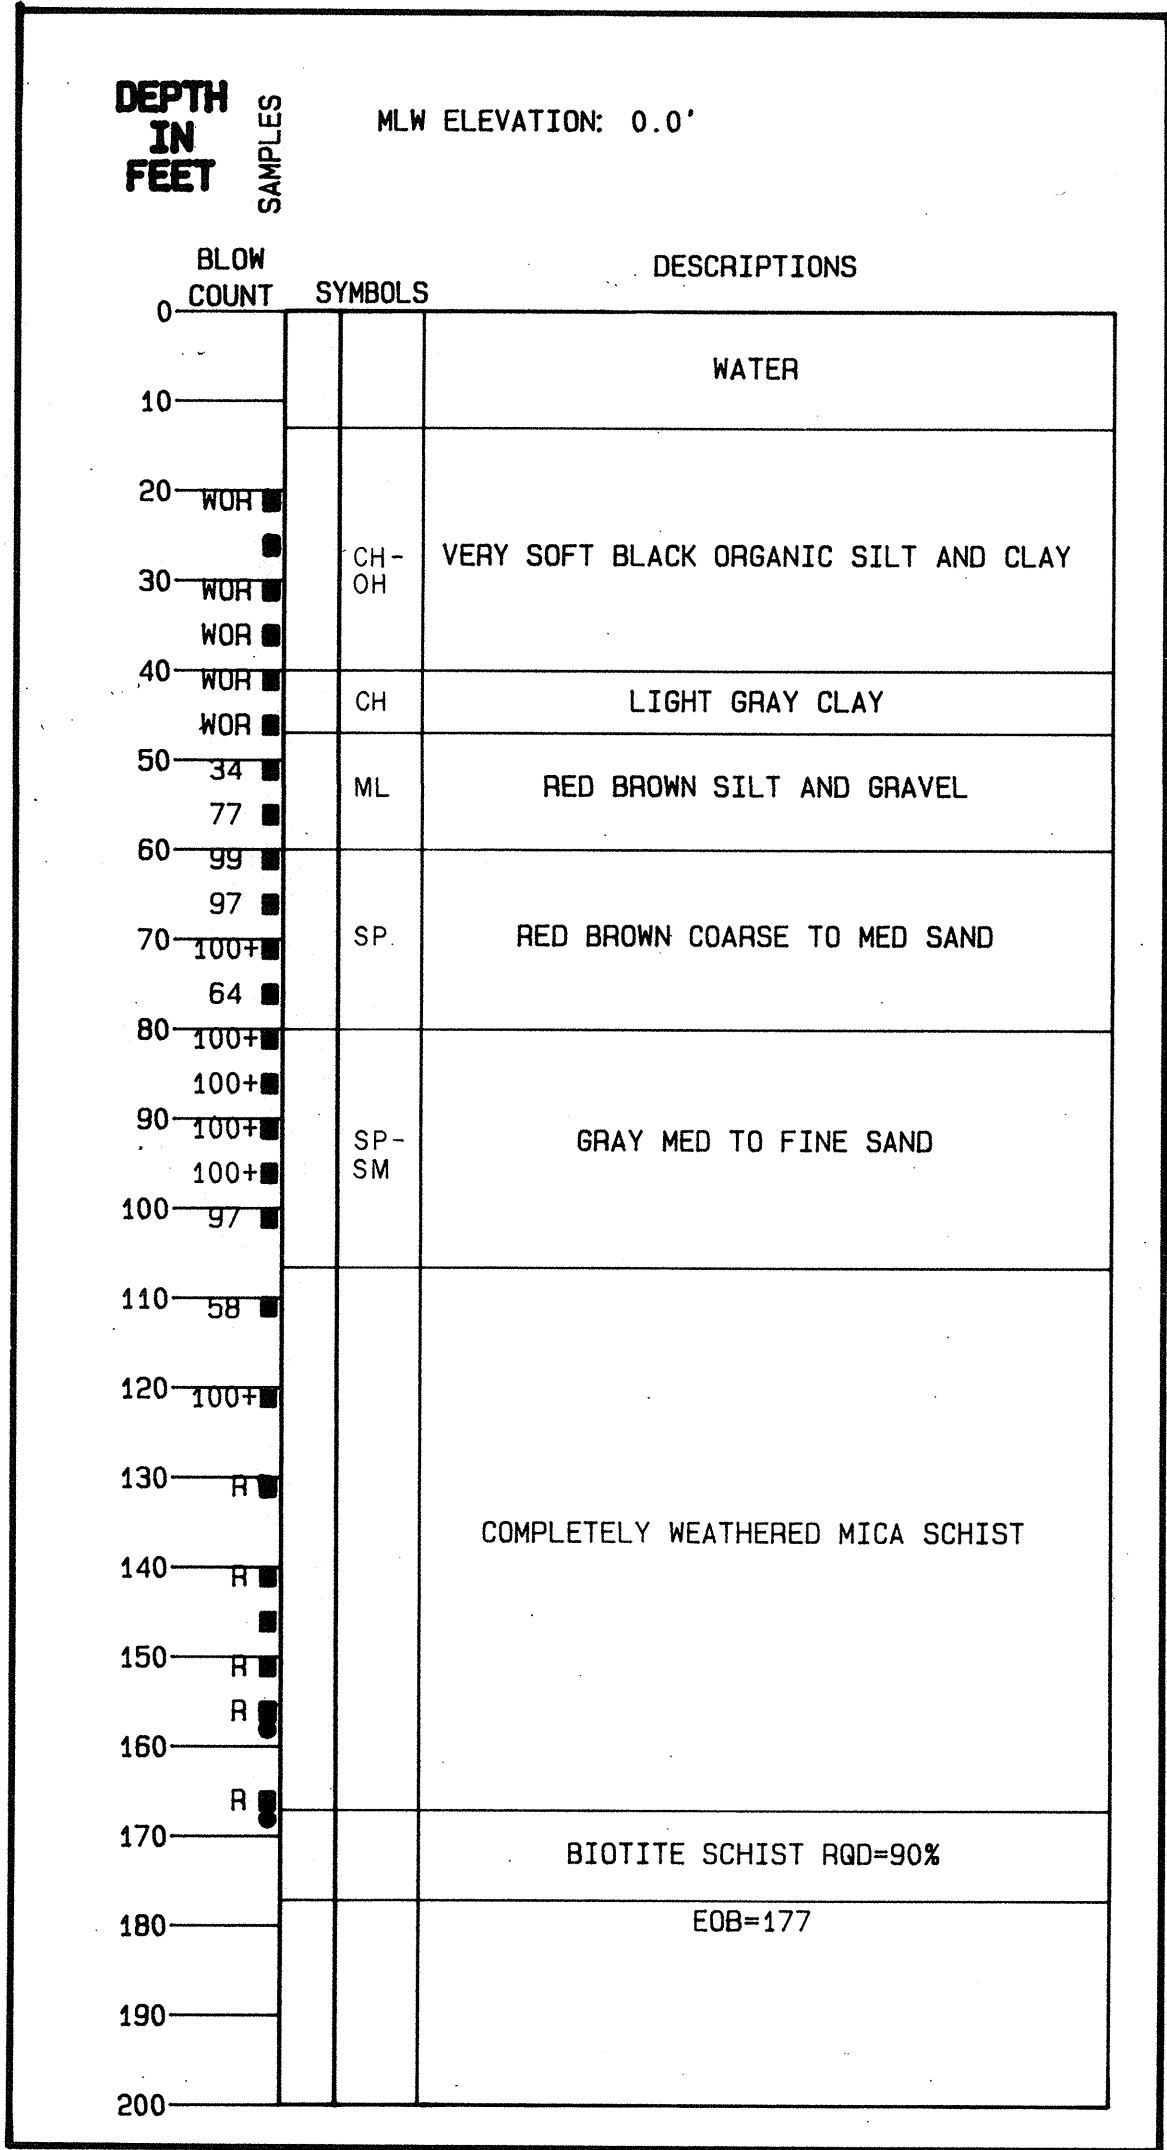 DEPTH
IN
FEET
SAMPLES
MLW ELEVATION: 0.0'
BLOW
COUNT
SYMBOLS
DESCRIPTIONS
0
WATER
10
20 WOR
CH-
OH
VERY SOFT BLACK ORGANIC SILT AND CLAY
30 WOR
WOR
40 WOR
CH
LIGHT GRAY CLAY
WOR
50 34
ML
RED BROWN SILT AND GRAVEL
77
60 99
97
70 100+
SP
RED BROWN COARSE TO MED SAND
64
80 100+
100+
90 100+
SP-
SM
GRAY MED TO FINE SAND
100+
100 97
110 58
120 100+
130 R
COMPLETELY WEATHERED MICA SCHIST
140 R
150 R
R
160
R
170
BIOTITE SCHIST RQD=90%
180
EOB=177
190
200